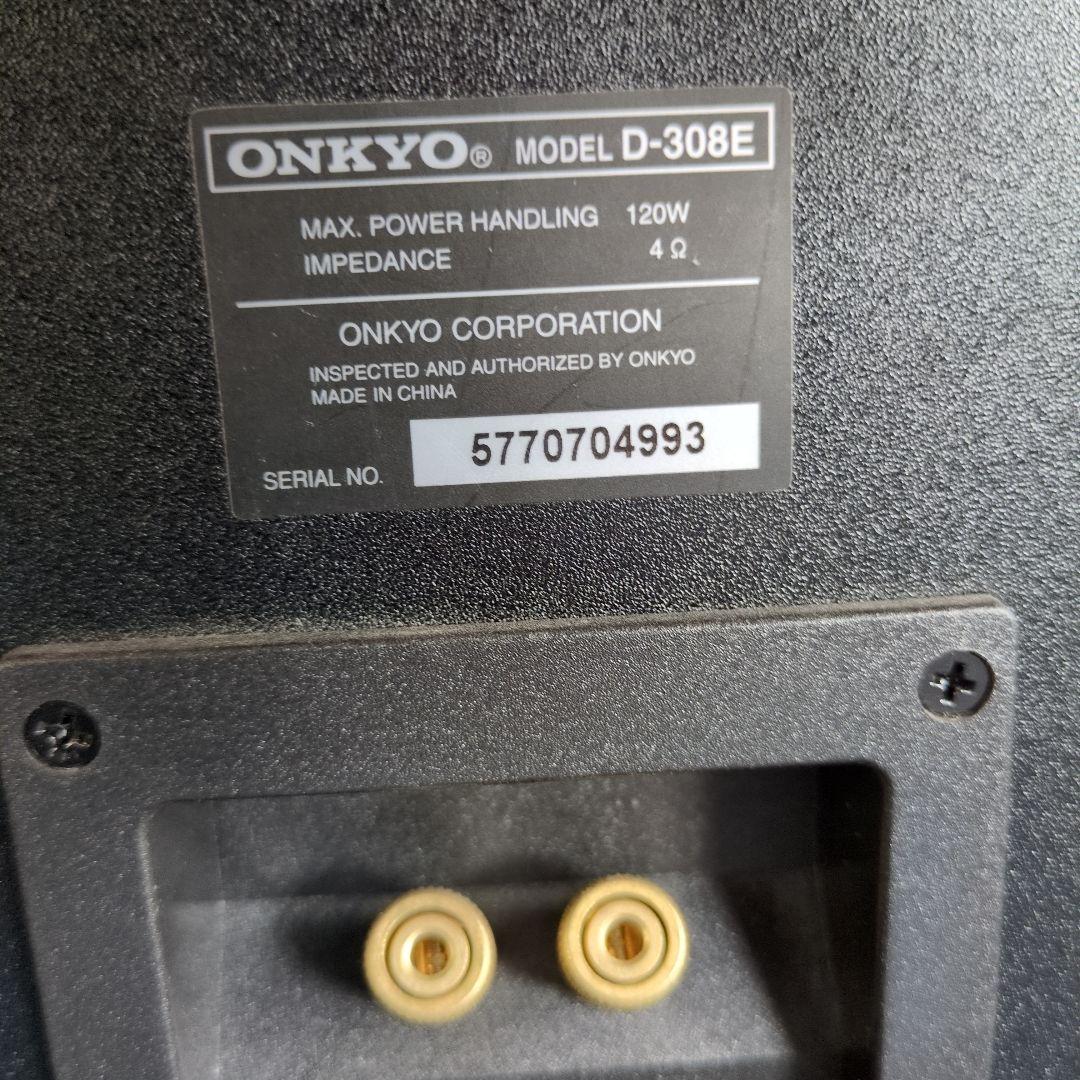 ONKYO® MODEL D-308E
MAX. POWER HANDLING 120W
IMPEDANCE 4 Ω
ONKYO CORPORATION
INSPECTED AND AUTHORIZED BY ONKYO
MADE IN CHINA
SERIAL NO. 5770704993